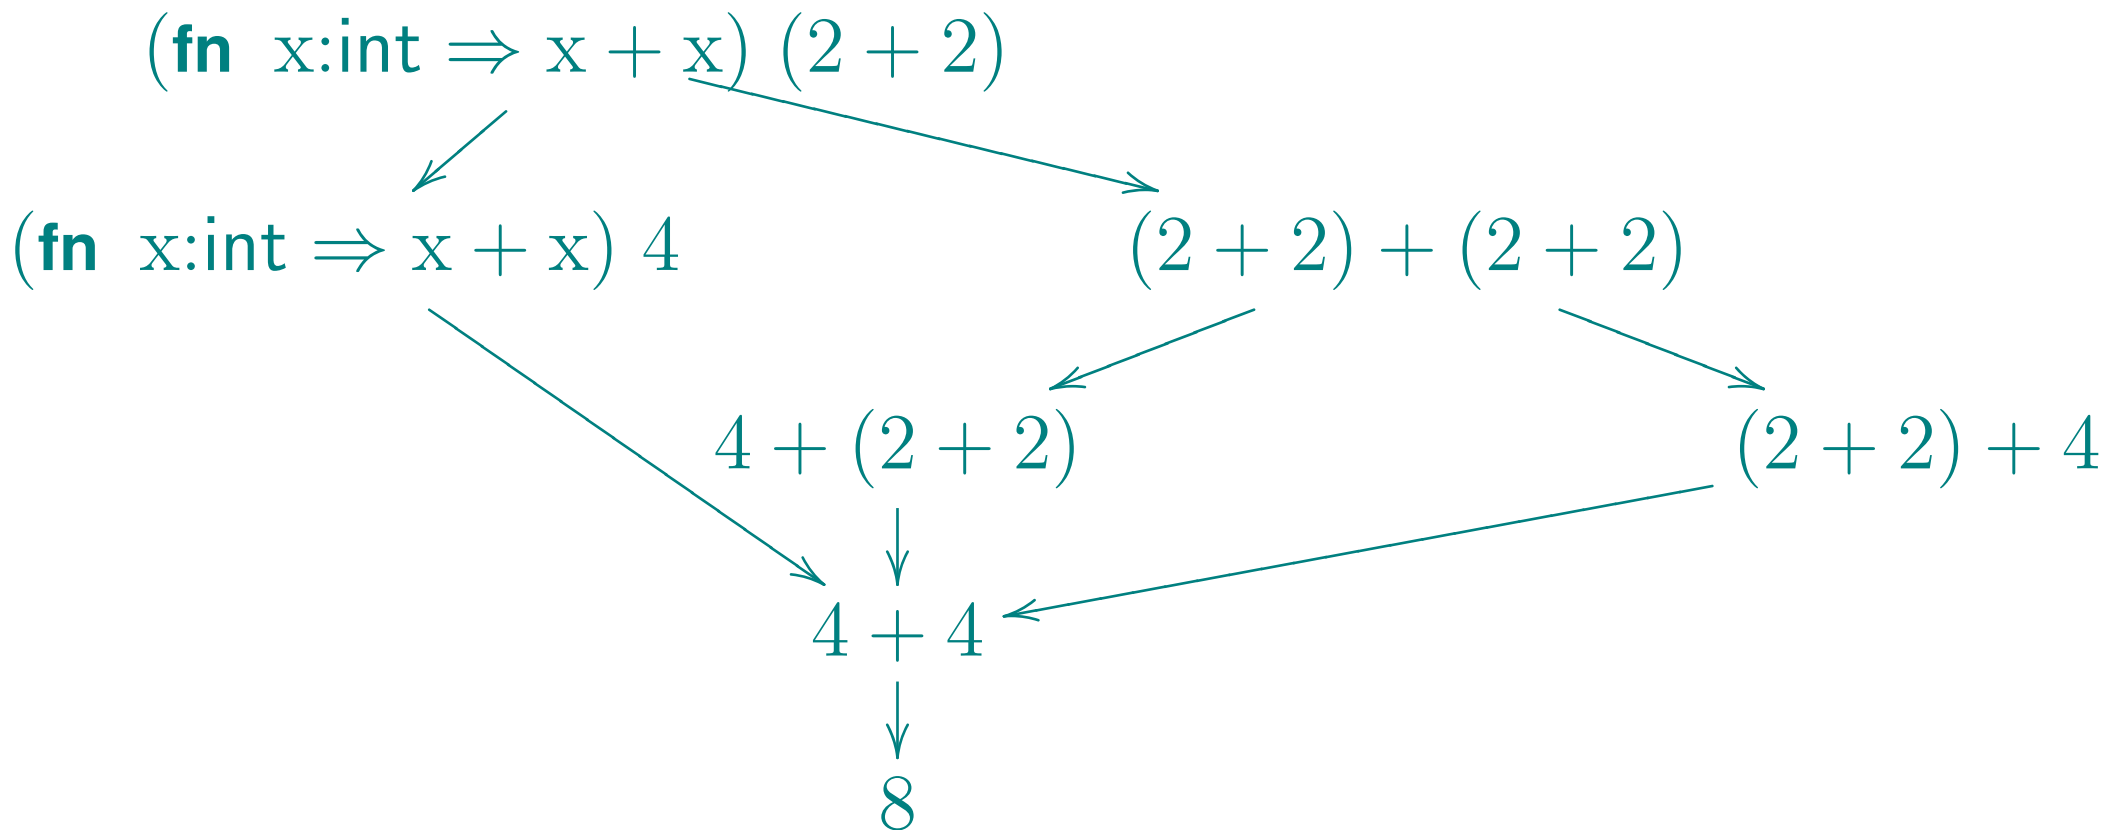 (fn x:int ⇒ x + x) (2 + 2)
(fn x:int ⇒ x + x) 4
(2 + 2) + (2 + 2)
4 + (2 + 2)
(2 + 2) + 4
4 + 4
8